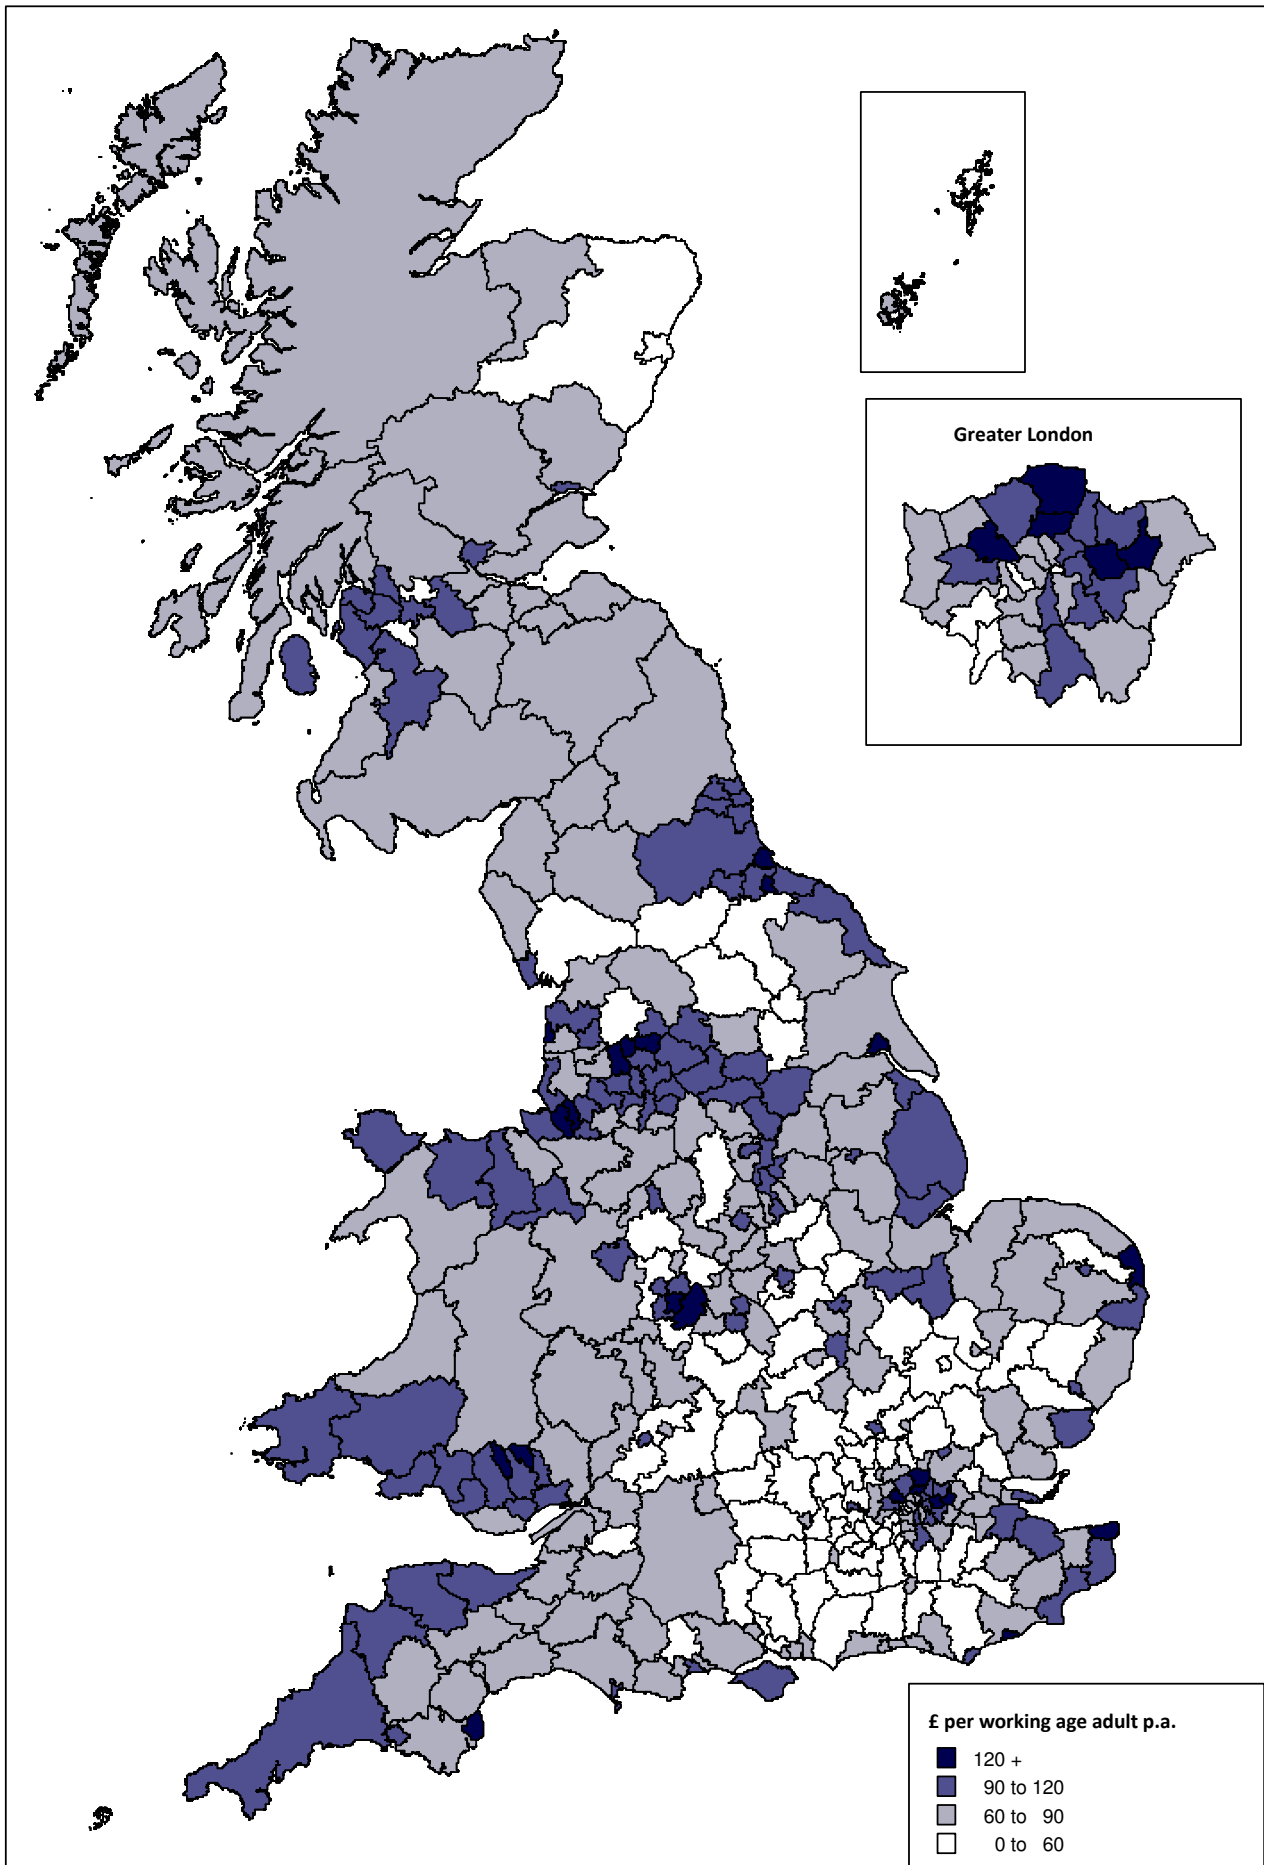 Greater London
£ per working age adult p.a.
120 +
90 to 120
60 to 90
0 to 60